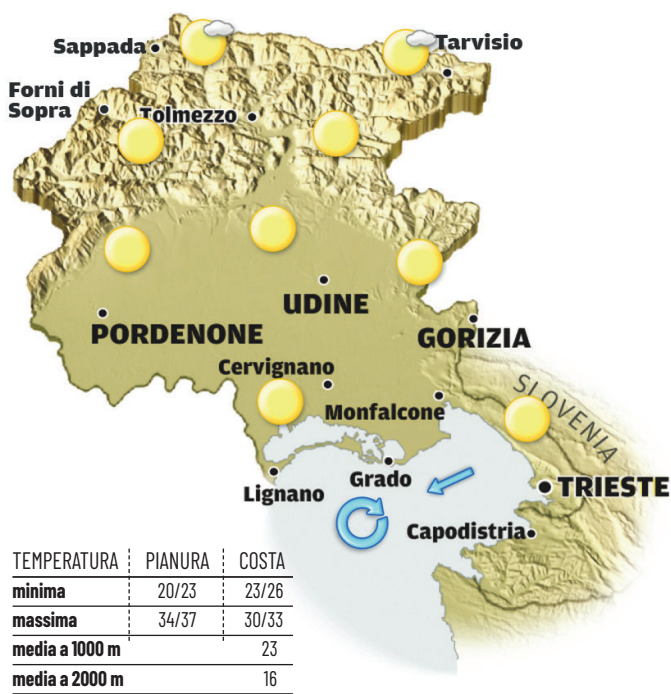 Sappada
Tarvisio
Forni di
Sopra
Tolmezzo
UDINE
PORDENONE
GORIZIA
Cervignano
SLOVENIA
Monfalcone
Grado
Lignano
TRIESTE
Capodistria
TEMPERATURA PIANURA COSTA
minima 20/23 23/26
massima 34/37 30/33
media a 1000 m 23
media a 2000 m 16